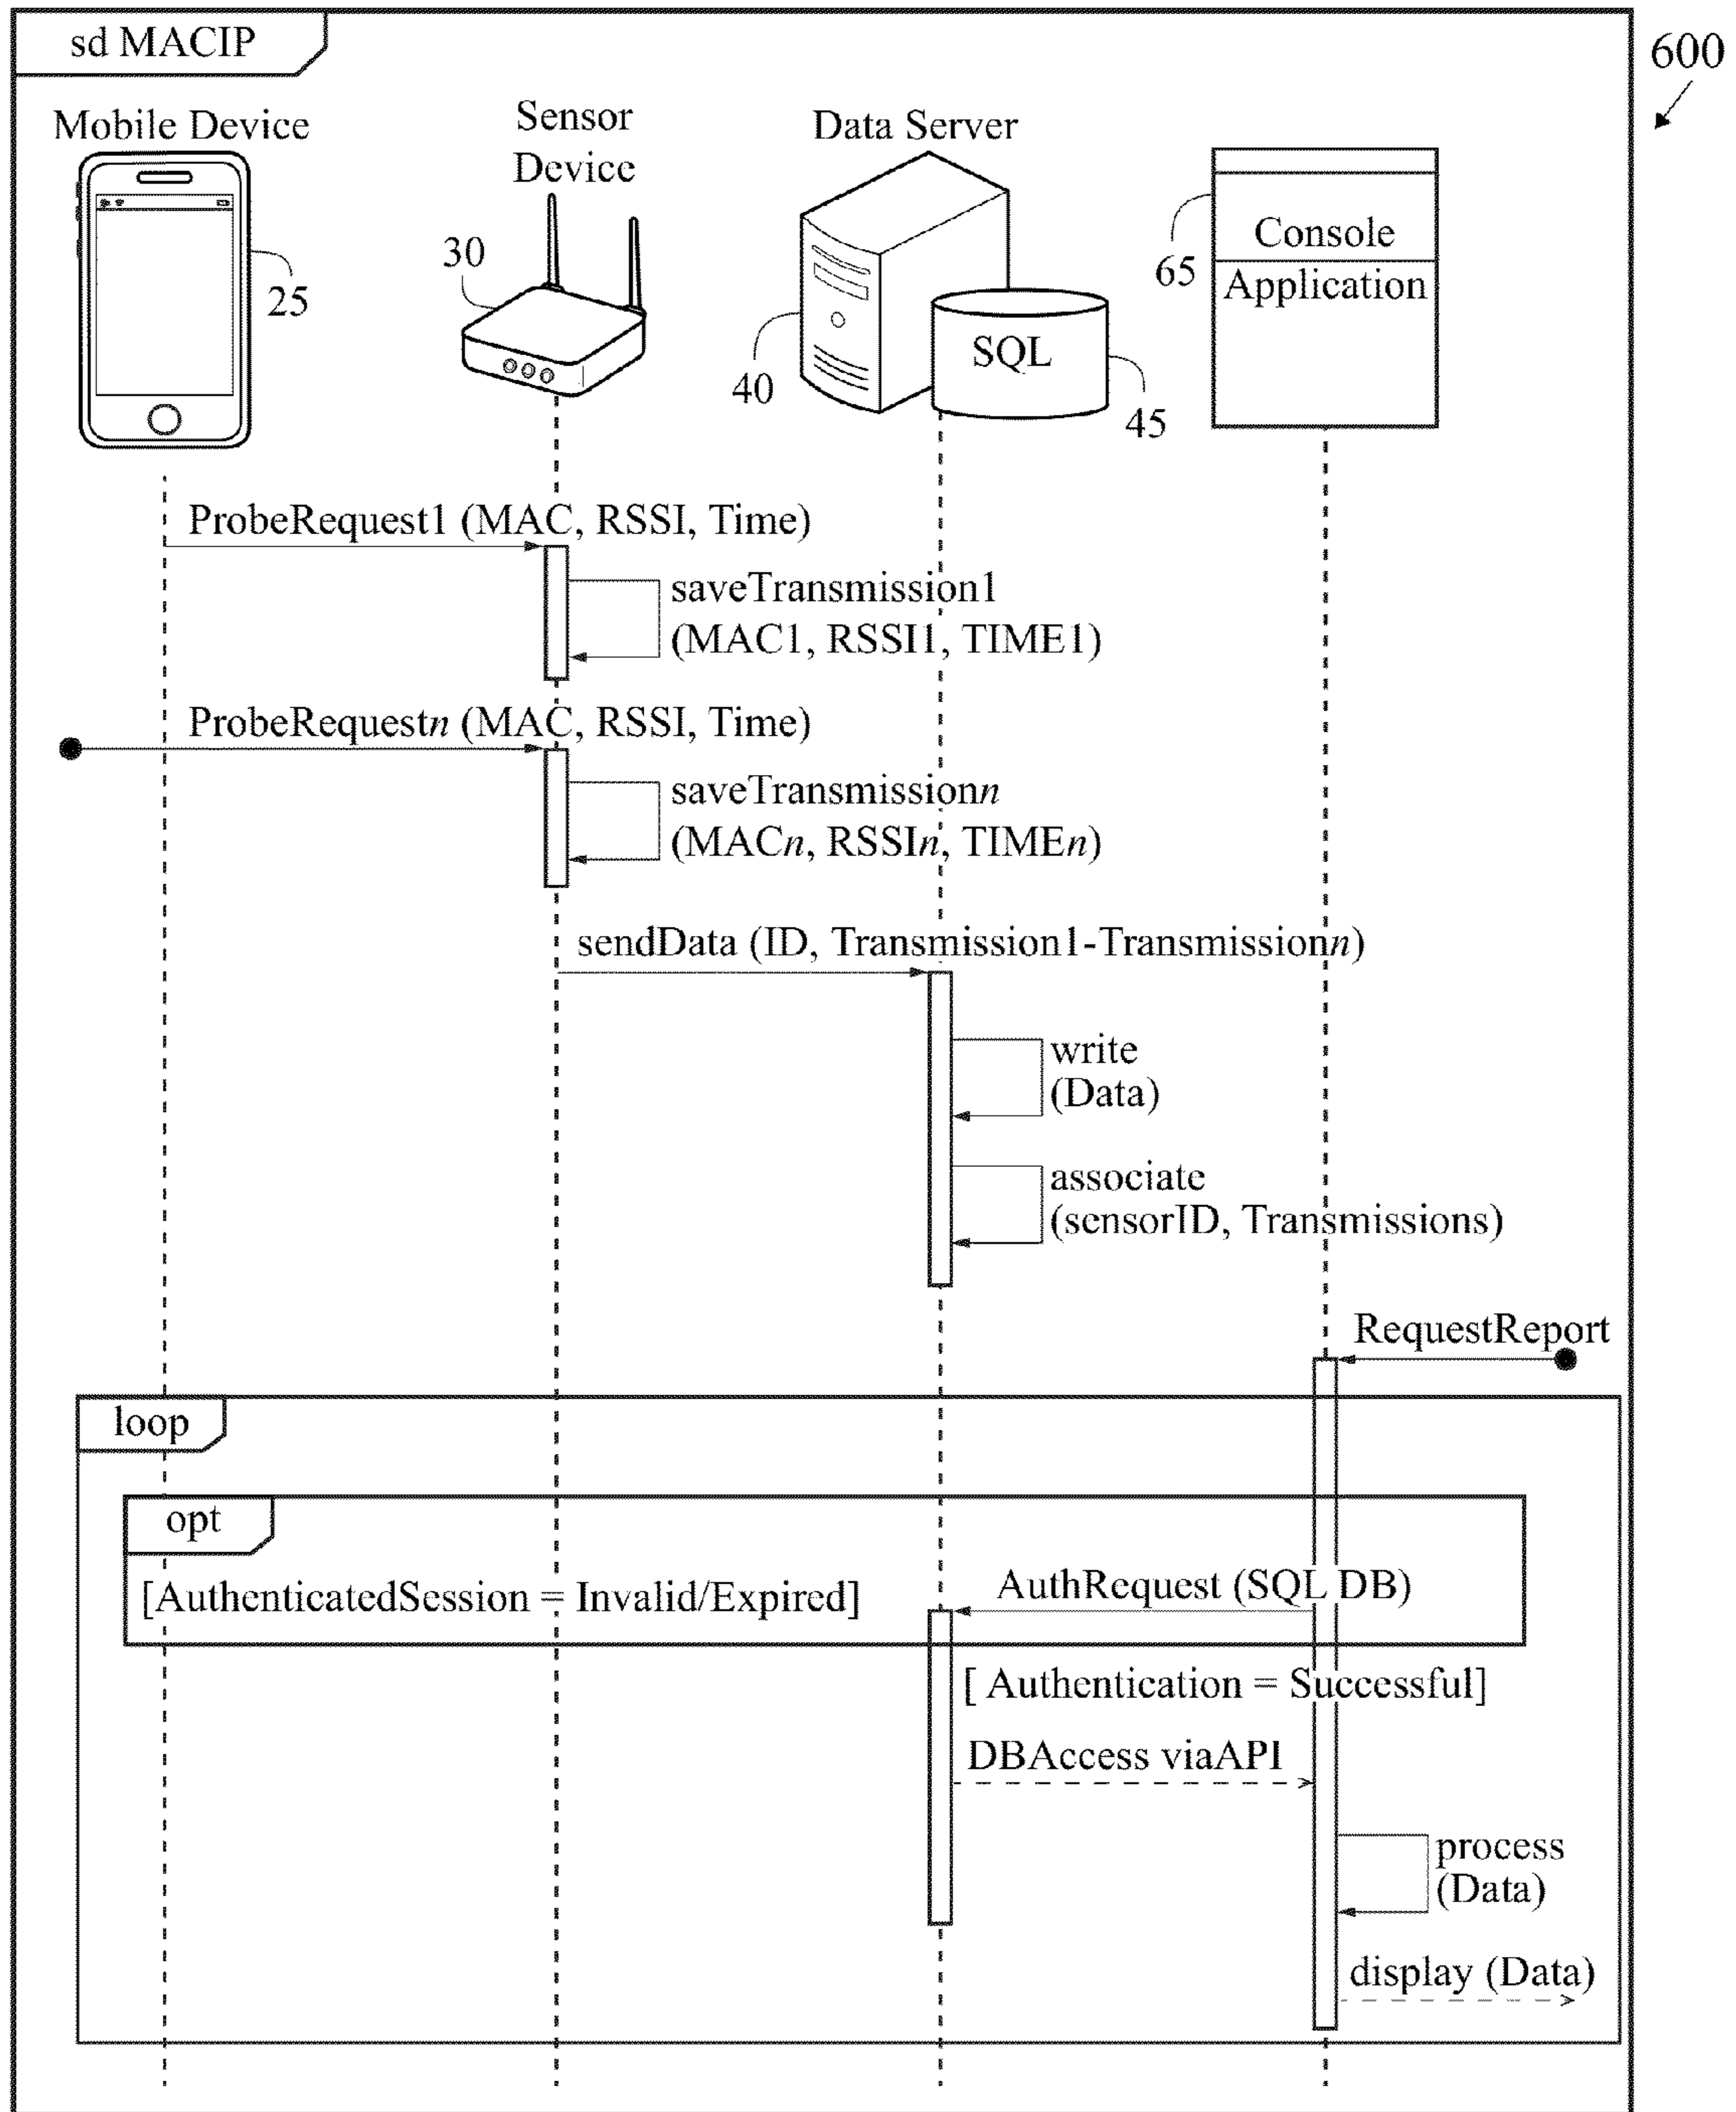 sd MACIP
600
Mobile Device
Sensor
Device
Data Server
25
30
40
SQL
45
65
Console
Application
ProbeRequest1 (MAC, RSSI, Time)
saveTransmission1
(MAC1, RSSI1, TIME1)
ProbeRequestn (MAC, RSSI, Time)
saveTransmissionn
(MACn, RSSIn, TIMEn)
sendData (ID, Transmission1-Transmissionn)
write
(Data)
associate
(sensorID, Transmissions)
RequestReport
loop
opt
[AuthenticatedSession = Invalid/Expired]
AuthRequest (SQL DB)
[ Authentication = Successful]
DBAccess viaAPI
process
(Data)
display (Data)